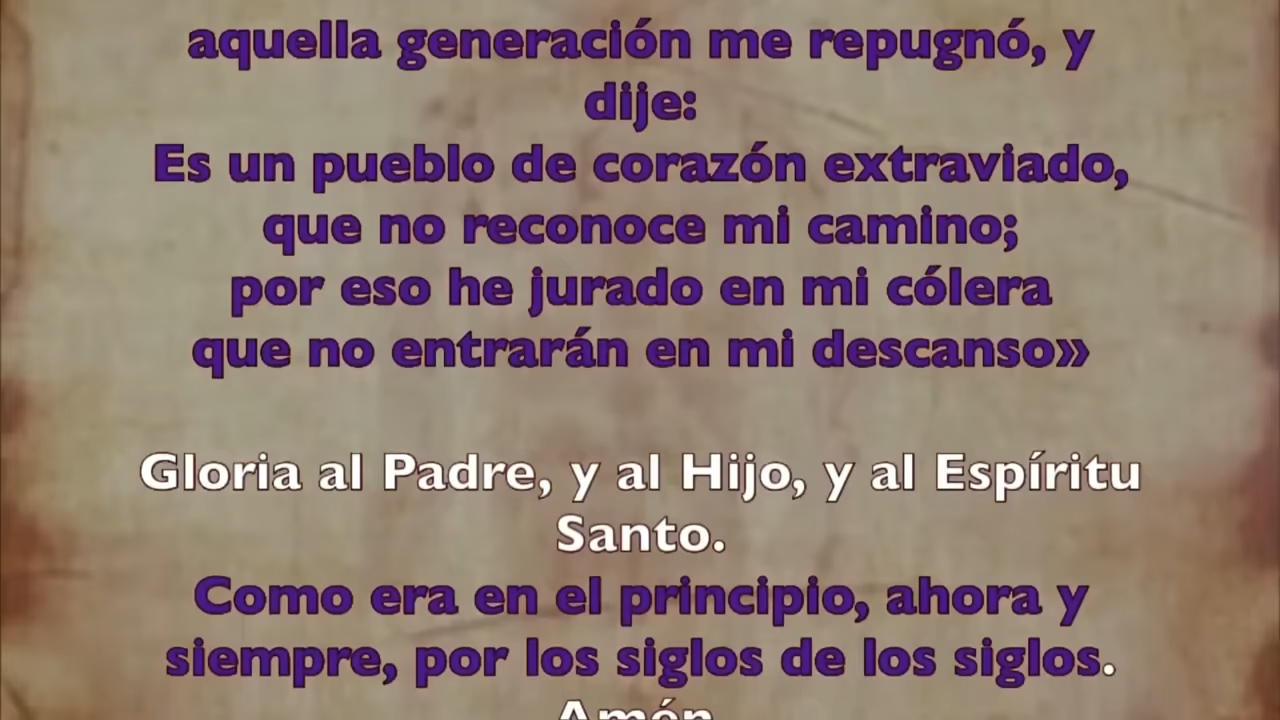 aquella generación me repugnó, y
dije:
Es un pueblo de corazón extraviado,
que no reconoce mi camino;
por eso he jurado en mi cólera
que no entrarán en mi descanso»
Gloria al Padre, y al Hijo, y al Espíritu
Santo.
Como era en el principio, ahora y
siempre, por los siglos de los siglos.
Amén